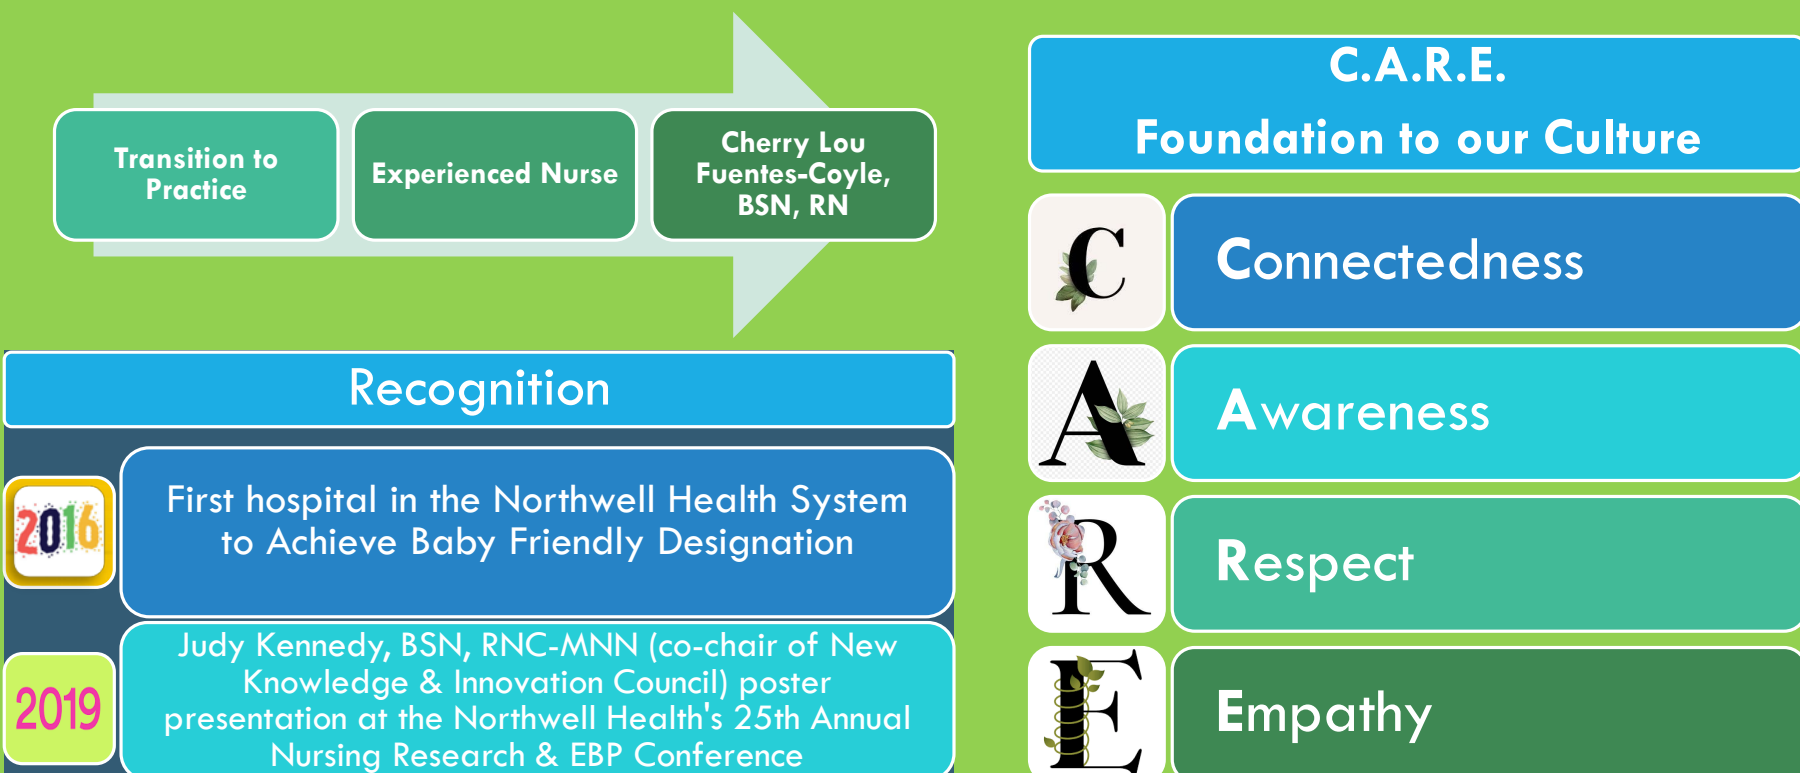 Transition to
Practice
Experienced Nurse
Cherry Lou
Fuentes-Coyle,
BSN, RN
Recognition
2016
First hospital in the Northwell Health System
to Achieve Baby Friendly Designation
2019
Judy Kennedy, BSN, RNC-MNN (co-chair of New
Knowledge & Innovation Council) poster
presentation at the Northwell Health's 25th Annual
Nursing Research & EBP Conference
C.A.R.E.
Foundation to our Culture
C
Connectedness
A
Awareness
R
Respect
E
Empathy